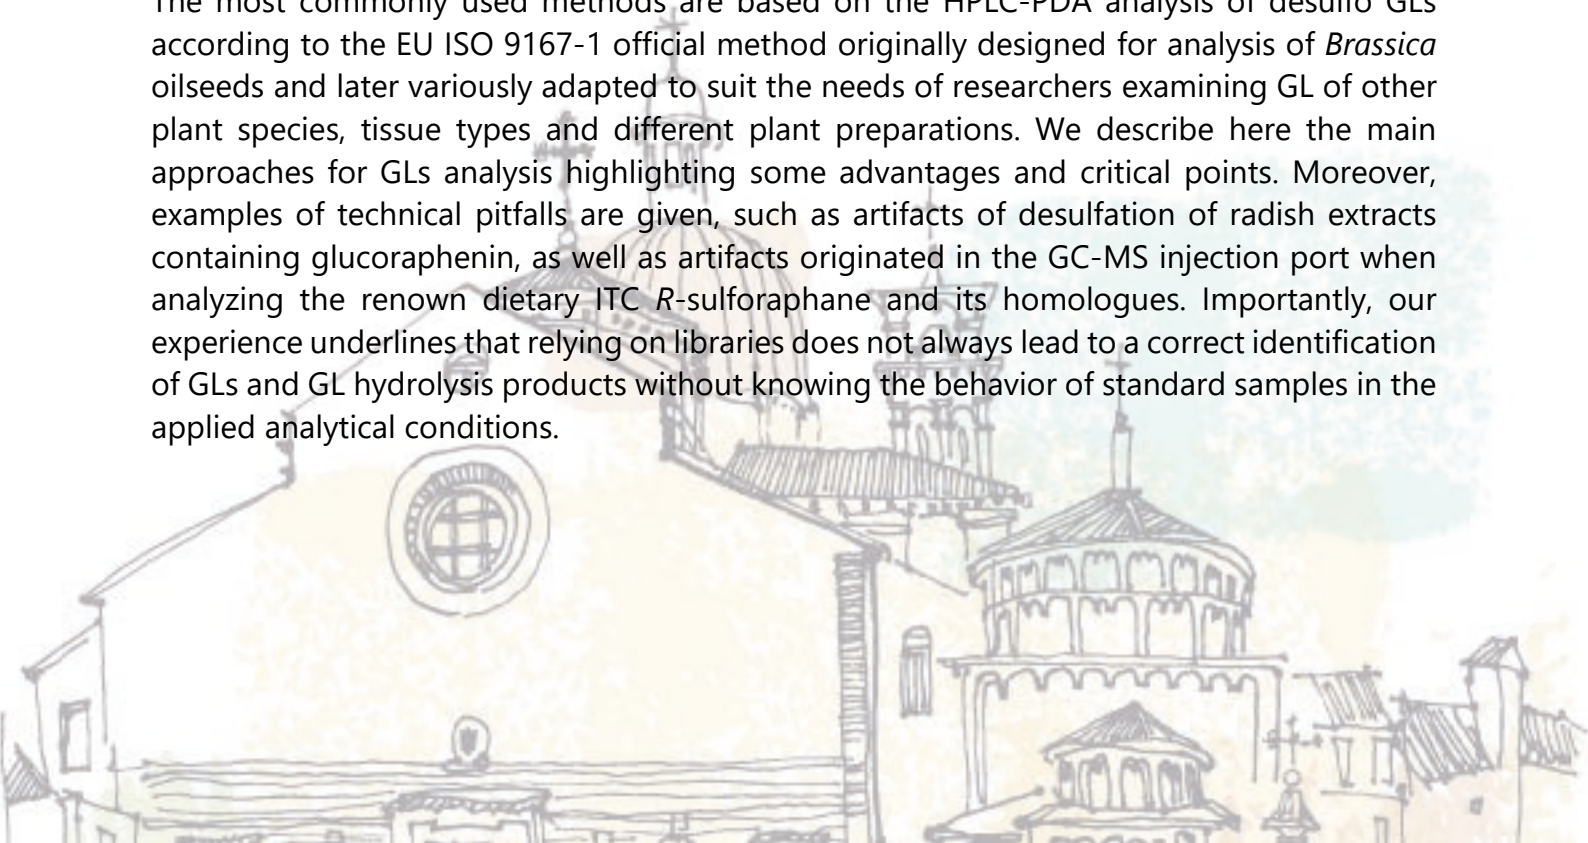 The most commonly used methods are based on the HPLC-PDA analysis of desulfo GLs
according to the EU ISO 9167-1 official method originally designed for analysis of Brassica
oilseeds and later variously adapted to suit the needs of researchers examining GL of other
plant species, tissue types and different plant preparations. We describe here the main
approaches for GLs analysis highlighting some advantages and critical points. Moreover,
examples of technical pitfalls are given, such as artifacts of desulfation of radish extracts
containing glucoraphenin, as well as artifacts originated in the GC-MS injection port when
analyzing the renown dietary ITC R-sulforaphane and its homologues. Importantly, our
experience underlines that relying on libraries does not always lead to a correct identification
of GLs and GL hydrolysis products without knowing the behavior of standard samples in the
applied analytical conditions.